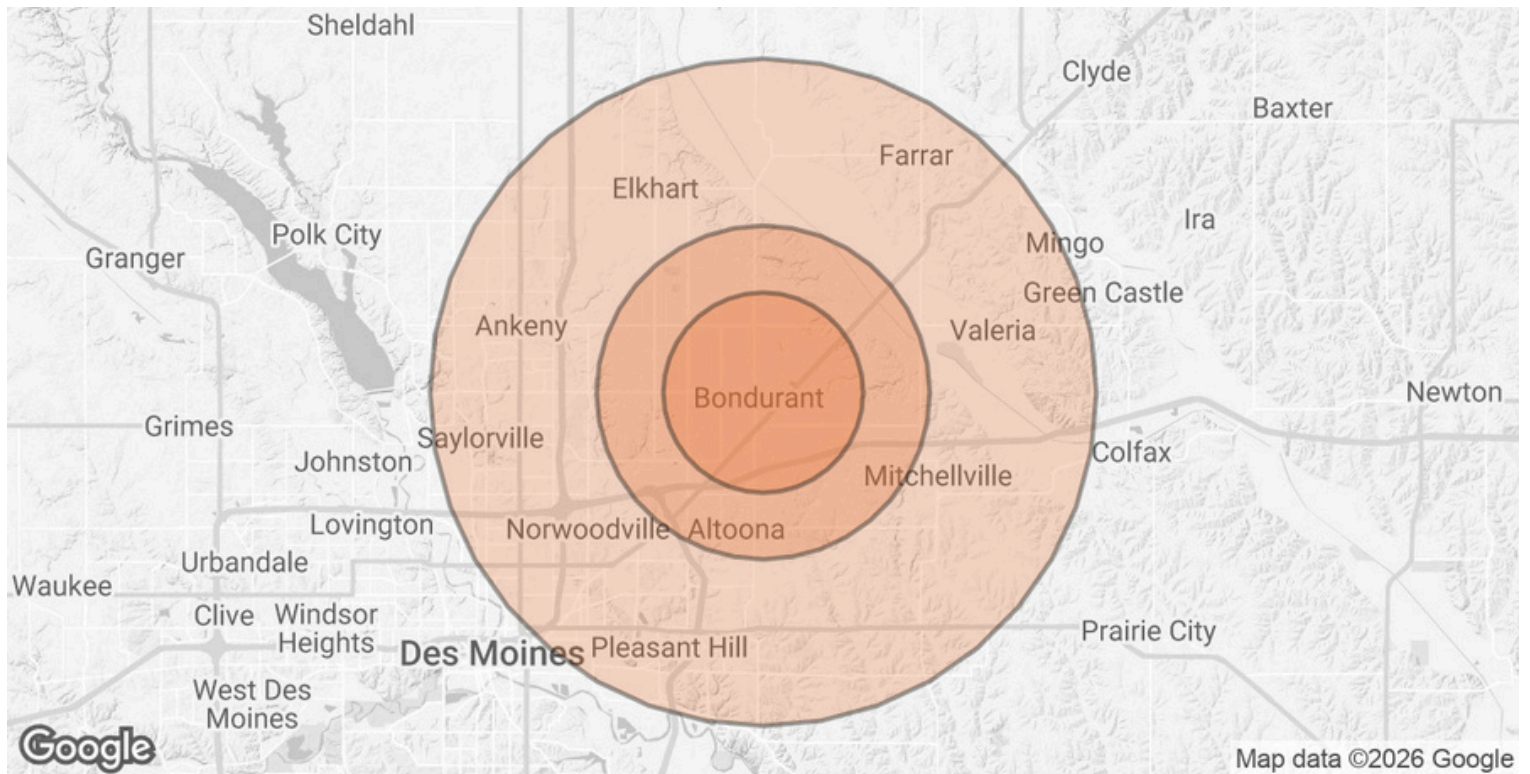 Sheldahl
Clyde
Baxter
Farrar
Elkhart
Ira
Polk City
Mingo
Granger
Green Castle
Ankeny
Valeria
Newton
Bondurant
Grimes
Saylorville
Johnston
Colfax
Mitchellville
Lovington
Norwoodville
Altoona
Urbandale
Waukee
Clive
Windsor
Heights
Prairie City
Des Moines
Pleasant Hill
West Des
Moines
Google
Map data ©2026 Google